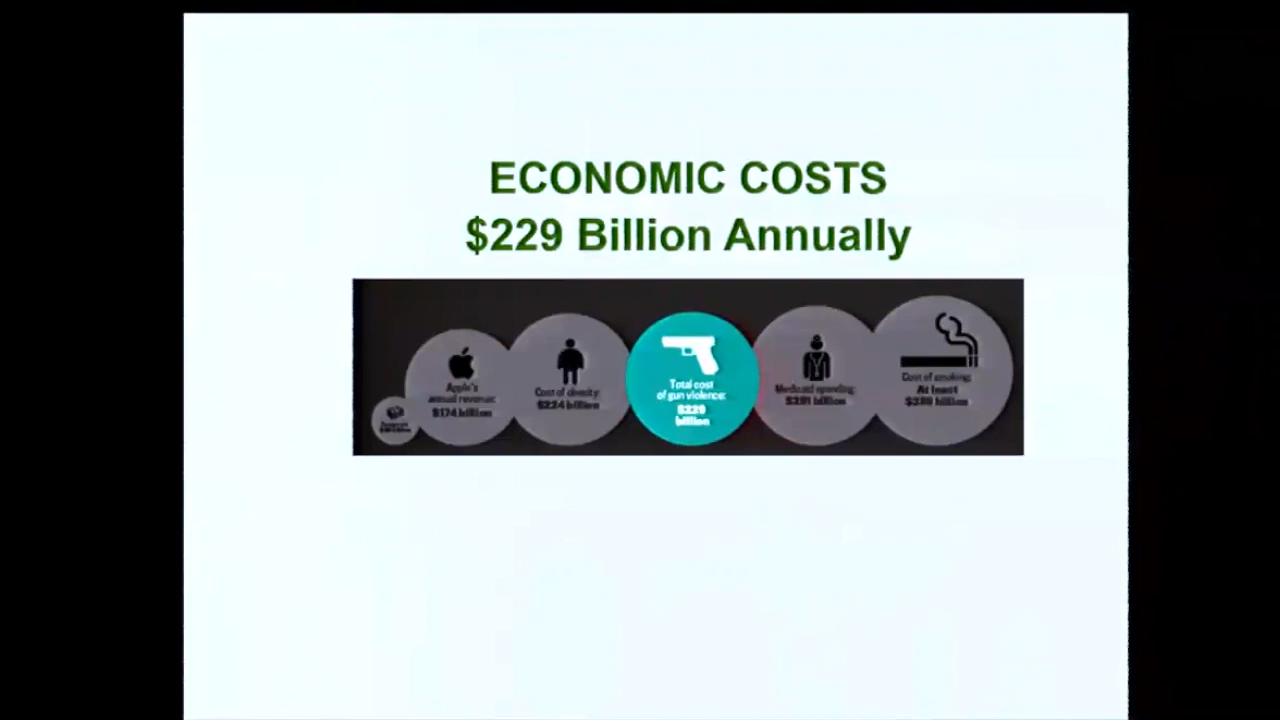 ECONOMIC COSTS
$229 Billion Annually
Apple's
annual revenue:
$174 billion
Cost of obesity:
$224 billion
Total cost
of gun violence:
$229
billion
Medicaid spending:
$251 billion
Cost of smoking:
At least
$289 billion